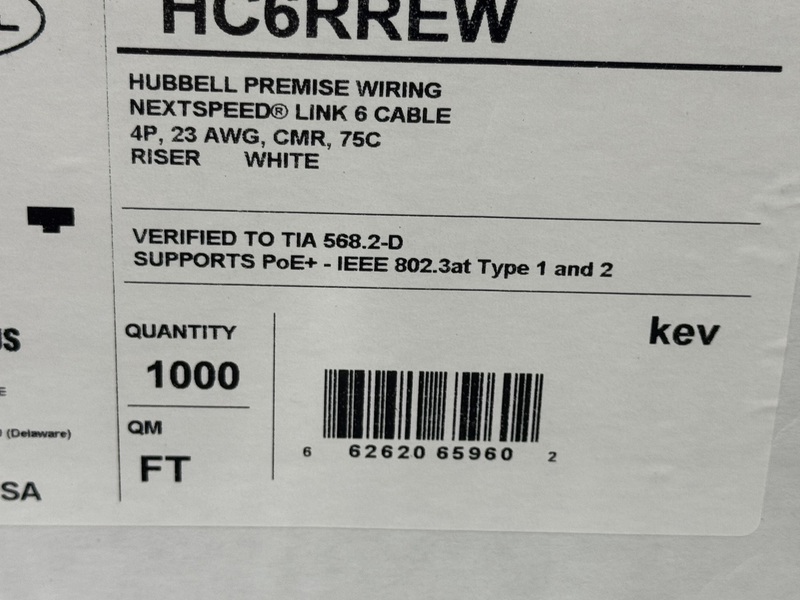 HC6RREW
HUBBELL PREMISE WIRING
NEXTSPEED® LINK 6 CABLE
4P, 23 AWG, CMR, 75C
RISER WHITE
VERIFIED TO TIA 568.2-D
SUPPORTS PoE+ - IEEE 802.3at Type 1 and 2
QUANTITY
1000
QM
FT
kev
6 62620 65960 2
(Delaware)